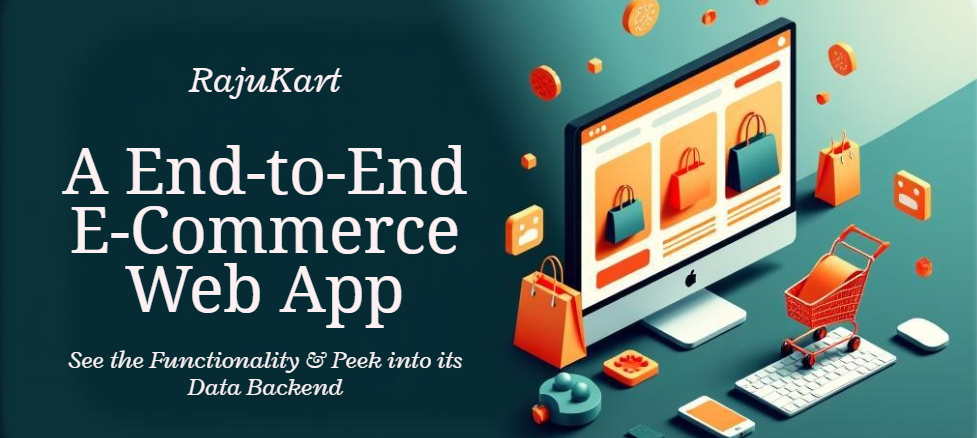 RajuKart
A End-to-End
E-Commerce
Web App
See the Functionality & Peek into its
Data Backend